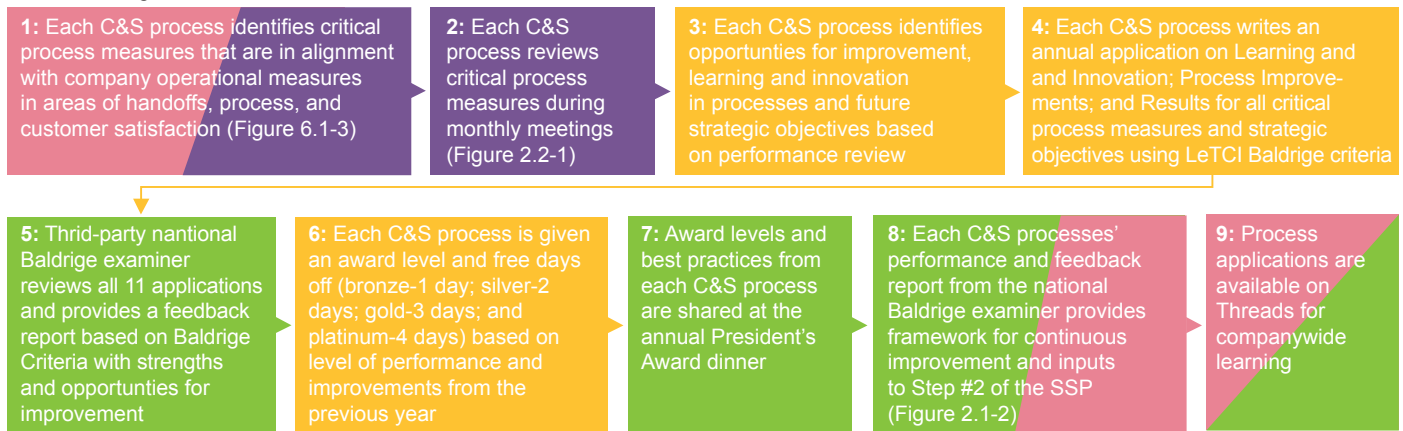 1: Each C&S process identifies critical
process measures that are in alignment
with company operational measures
in areas of handoffs, process, and
customer satisfaction (Figure 6.1-3)
2: Each C&S
process reviews
critical process
measures during
monthly meetings
(Figure 2.2-1)
3: Each C&S process identifies
opportunties for improvement,
learning and innovation
in processes and future
strategic objectives based
on performance review
4: Each C&S process writes an
annual application on Learning and
and Innovation; Process Improve-
ments; and Results for all critical
process measures and strategic
objectives using LeTCI Baldrige criteria
5: Thrid-party nantional
Baldrige examiner
reviews all 11 applications
and provides a feedback
report based on Baldrige
Criteria with strengths
and opportunties for
improvement
6: Each C&S process is given
an award level and free days
off (bronze-1 day; silver-2
days; gold-3 days; and
platinum-4 days) based on
level of performance and
improvements from the
previous year
7: Award levels and
best practices from
each C&S process
are shared at the
annual President's
Award dinner
8: Each C&S processes'
performance and feedback
report from the national
Baldrige examiner provides
framework for continuous
improvement and inputs
to Step #2 of the SSP
(Figure 2.1-2)
9: Process
applications are
available on
Threads for
companywide
learning